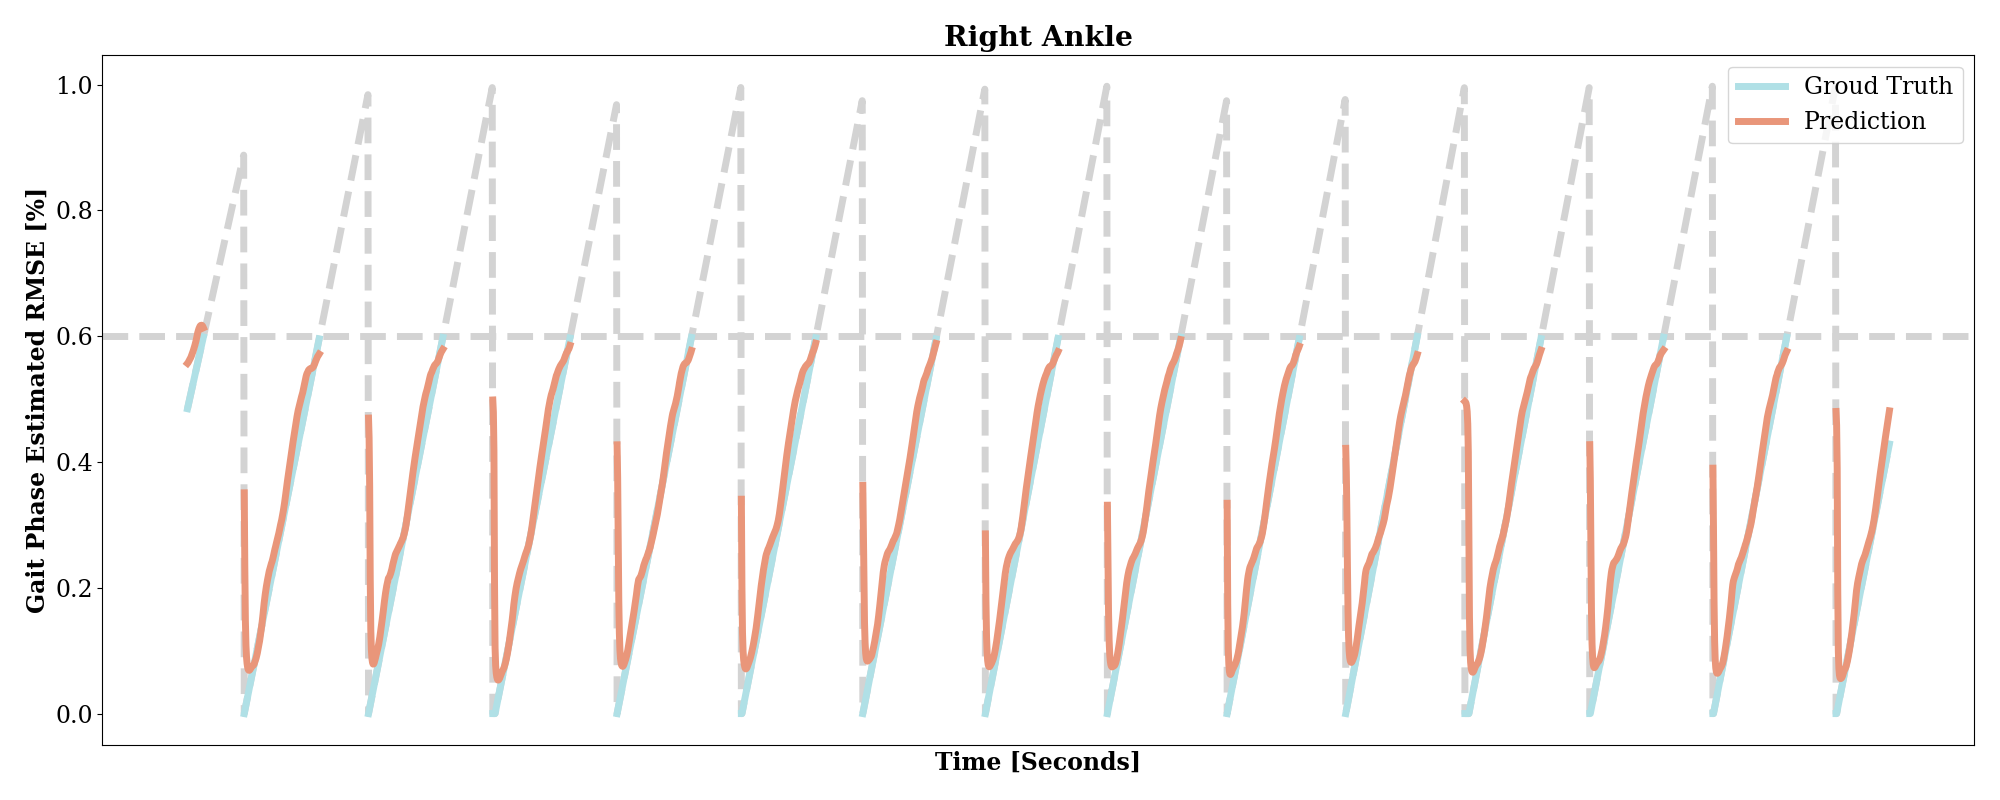 Right Ankle
Groud Truth
Prediction
Gait Phase Estimated RMSE [%]
1.0
0.8
0.6
0.4
0.2
0.0
Time [Seconds]